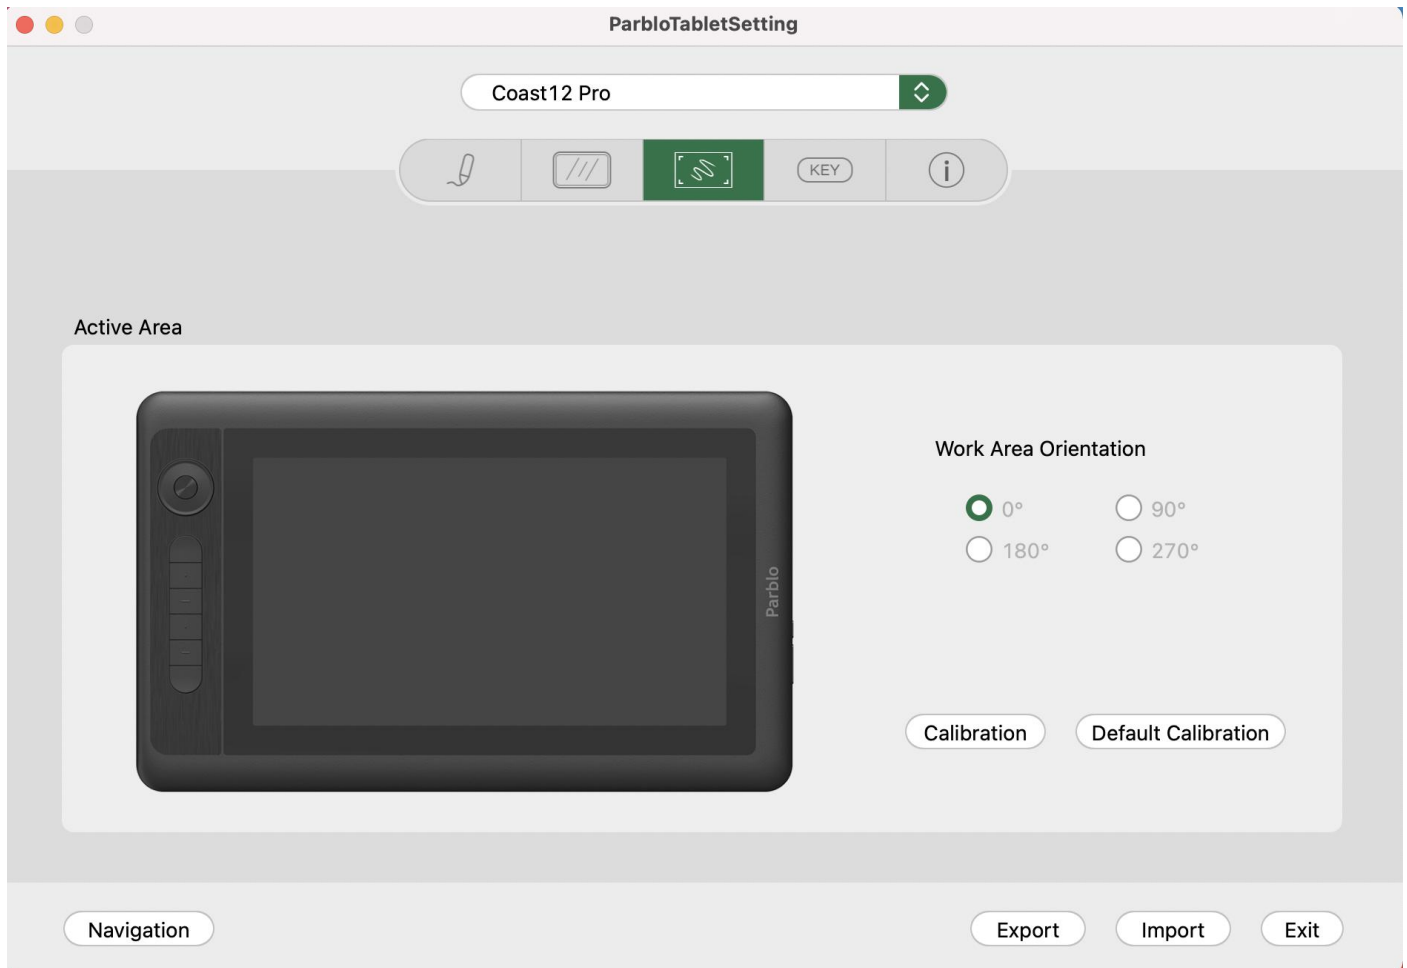 ParbloTabletSetting
Coast12 Pro
KEY
i
Active Area
Parblo
Work Area Orientation
0° 90°
180° 270°
Calibration Default Calibration
Navigation Export Import Exit